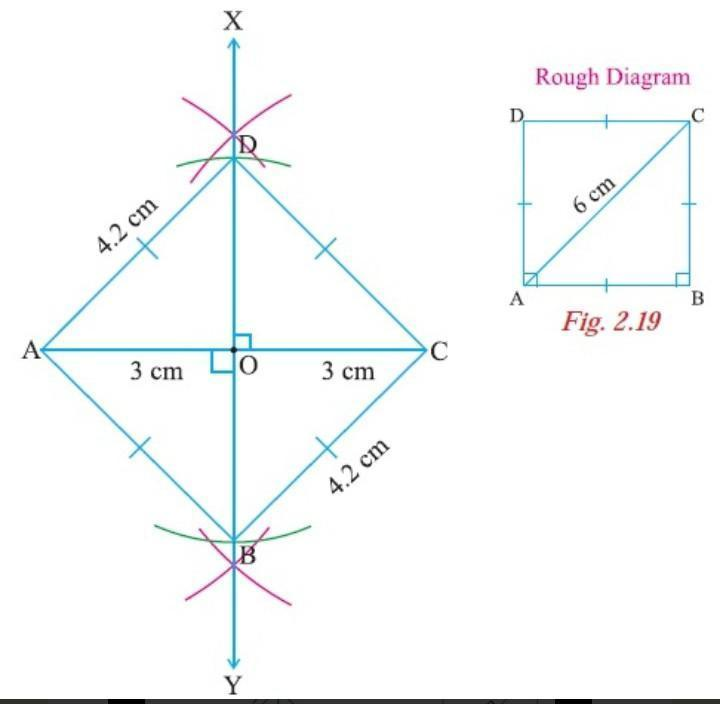 X
D
4.2 cm
A
3 cm
O
3 cm
C
4.2 cm
B
Y
Rough Diagram
D
C
6 cm
A
B
Fig. 2.19